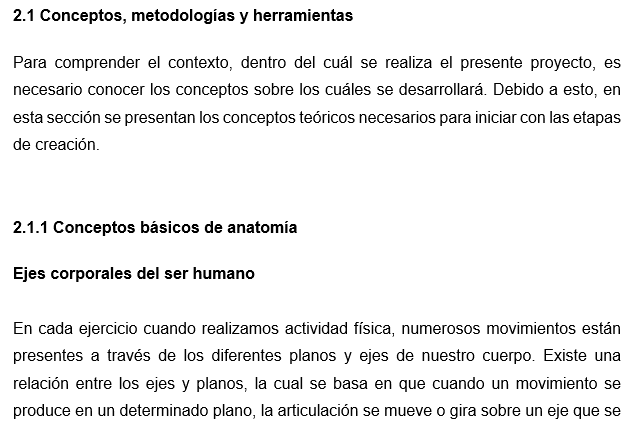 2.1 Conceptos, metodologías y herramientas
Para comprender el contexto, dentro del cuál se realiza el presente proyecto, es
necesario conocer los conceptos sobre los cuáles se desarrollará. Debido a esto, en
esta sección se presentan los conceptos teóricos necesarios para iniciar con las etapas
de creación.
2.1.1 Conceptos básicos de anatomía
Ejes corporales del ser humano
En cada ejercicio cuando realizamos actividad física, numerosos movimientos están
presentes a través de los diferentes planos y ejes de nuestro cuerpo. Existe una
relación entre los ejes y planos, la cual se basa en que cuando un movimiento se
produce en un determinado plano, la articulación se mueve o gira sobre un eje que se